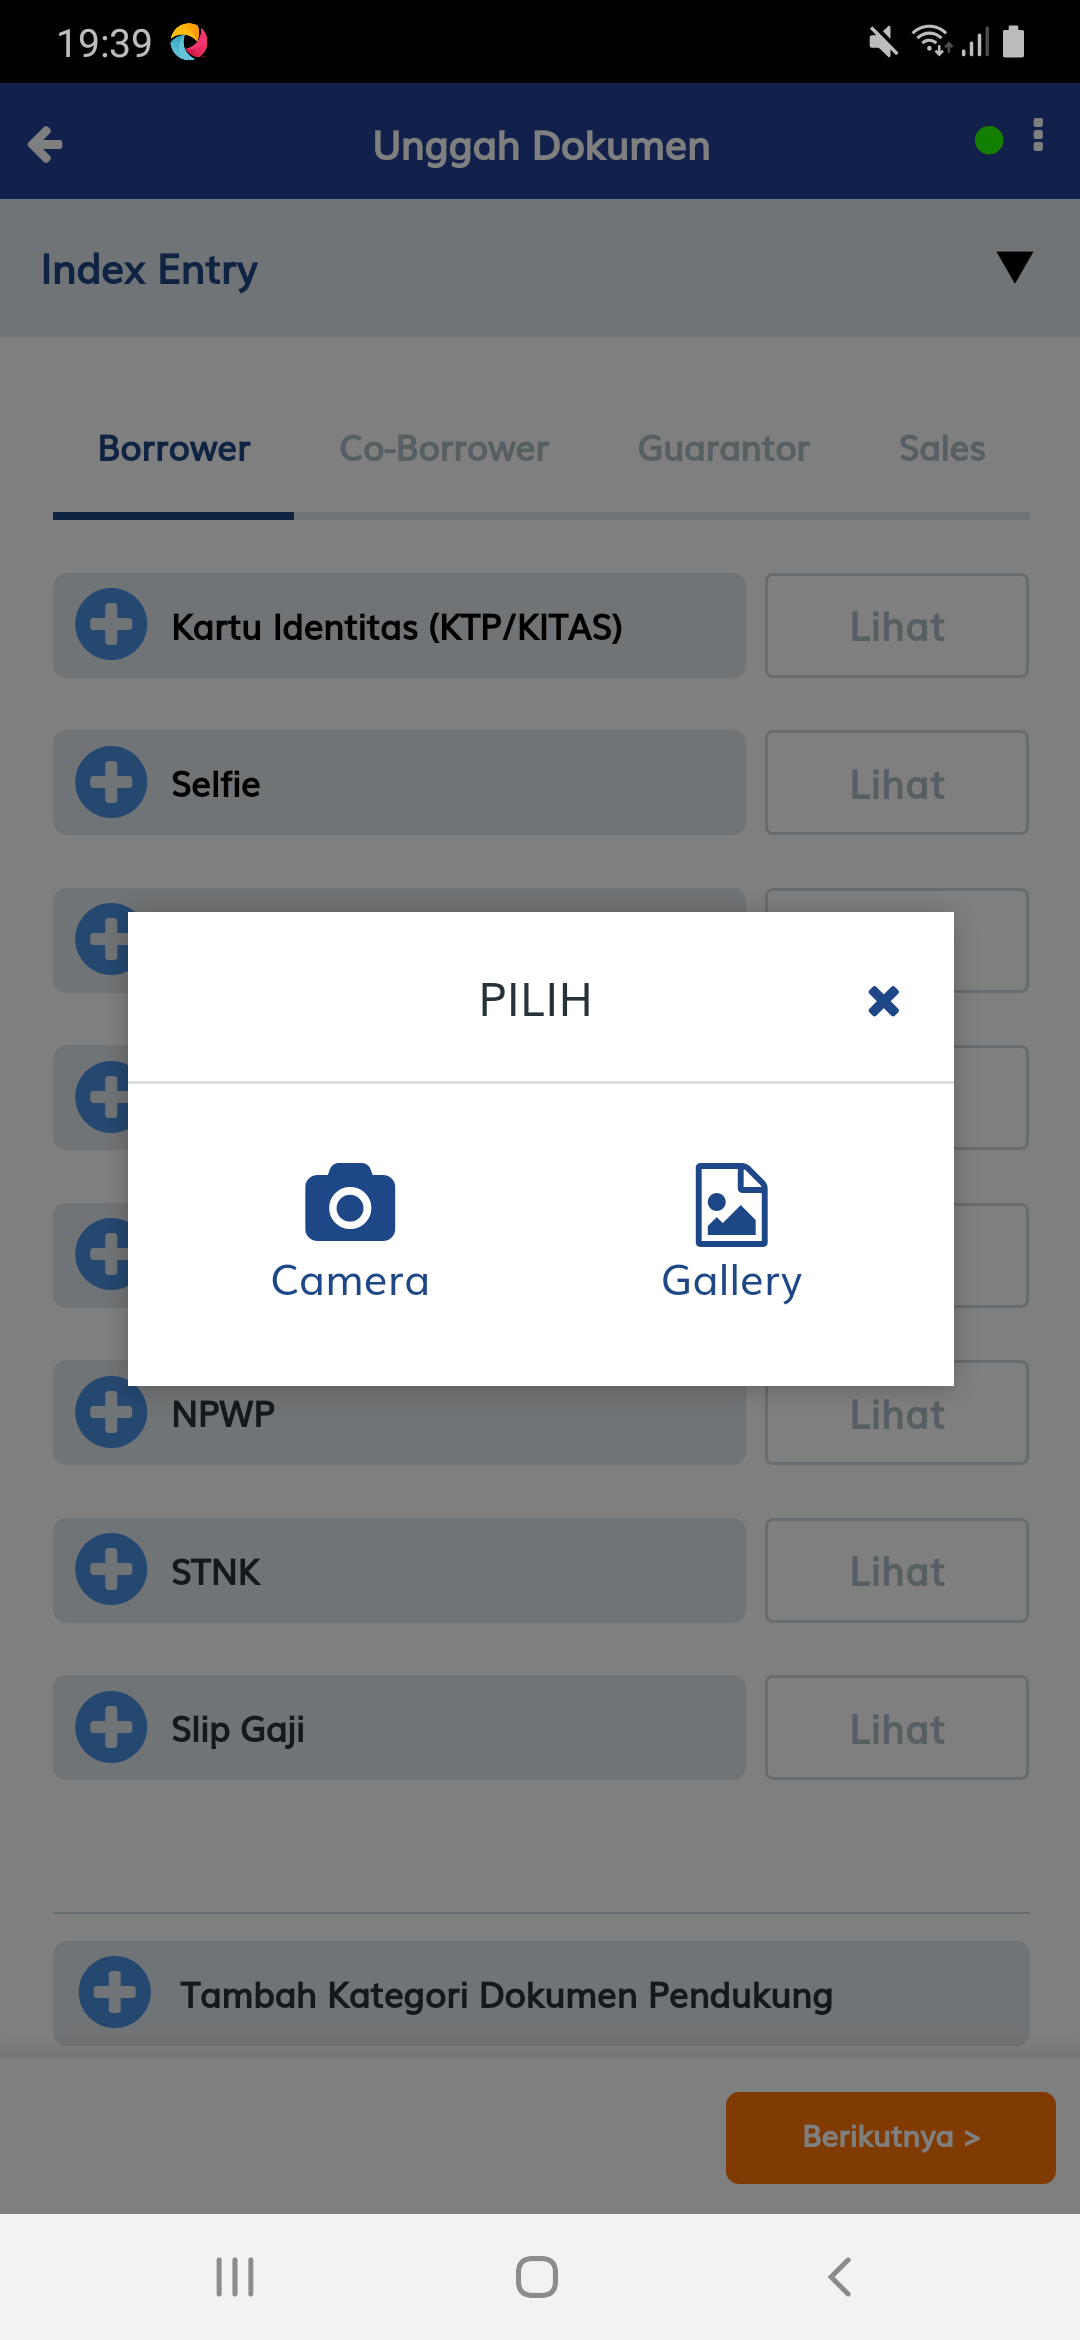 19:39
Unggah Dokumen
Index Entry
Borrower Co-Borrower Guarantor Sales
Kartu Identitas (KTP/KITAS) Lihat
Selfie Lihat
PILIH
Camera Gallery
NPWP Lihat
STNK Lihat
Slip Gaji Lihat
Tambah Kategori Dokumen Pendukung
Berikutnya >